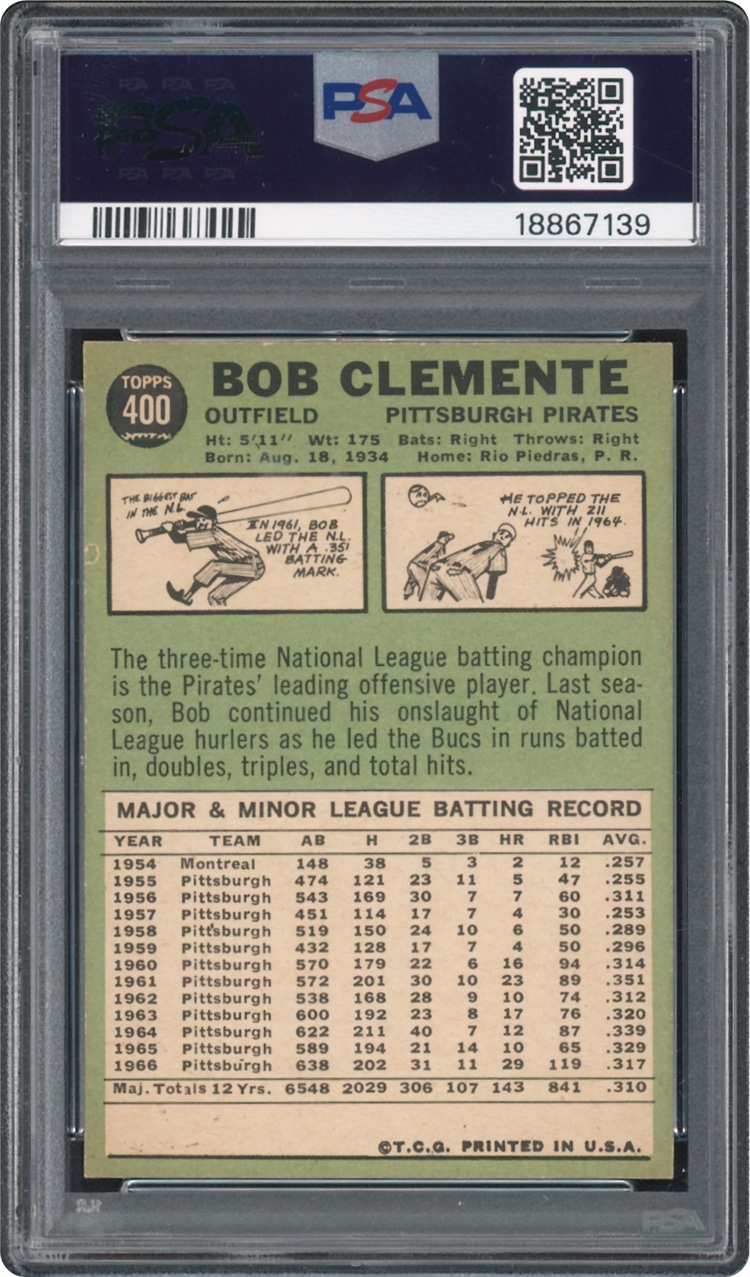 PSA PSA PSA
PSA
PSA
PSA PSA PSA
18867139
TOPPS
400
BOB CLEMENTE
OUTFIELD PITTSBURGH PIRATES
Ht: 5'11" Wt: 175 Bats: Right Throws: Right
Born: Aug. 18, 1934 Home: Rio Piedras, P. R.
THE BIGGEST BAT
IN THE N.L.
IN 1961, BOB
LED THE N.L.
WITH A .351
BATTING
MARK.
HE TOPPED THE
N.L. WITH 211
HITS IN 1964.
The three-time National League batting champion
is the Pirates' leading offensive player. Last sea-
son, Bob continued his onslaught of National
League hurlers as he led the Bucs in runs batted
in, doubles, triples, and total hits.
MAJOR & MINOR LEAGUE BATTING RECORD
YEAR TEAM AB H 2B 3B HR RBI AVG.
1954 Montreal 148 38 5 3 2 12 .257
1955 Pittsburgh 474 121 23 11 5 47 .255
1956 Pittsburgh 543 169 30 7 7 60 .311
1957 Pittsburgh 451 114 17 7 4 30 .253
1958 Pittsburgh 519 150 24 10 6 50 .289
1959 Pittsburgh 432 128 17 7 4 50 .296
1960 Pittsburgh 570 179 22 6 16 94 .314
1961 Pittsburgh 572 201 30 10 23 89 .351
1962 Pittsburgh 538 168 28 9 10 74 .312
1963 Pittsburgh 600 192 23 8 17 76 .320
1964 Pittsburgh 622 211 40 7 12 87 .339
1965 Pittsburgh 589 194 21 14 10 65 .329
1966 Pittsburgh 638 202 31 11 29 119 .317
Maj. Totals 12 Yrs. 6548 2029 306 107 143 841 .310
©T.C.G. PRINTED IN U.S.A.
PSA